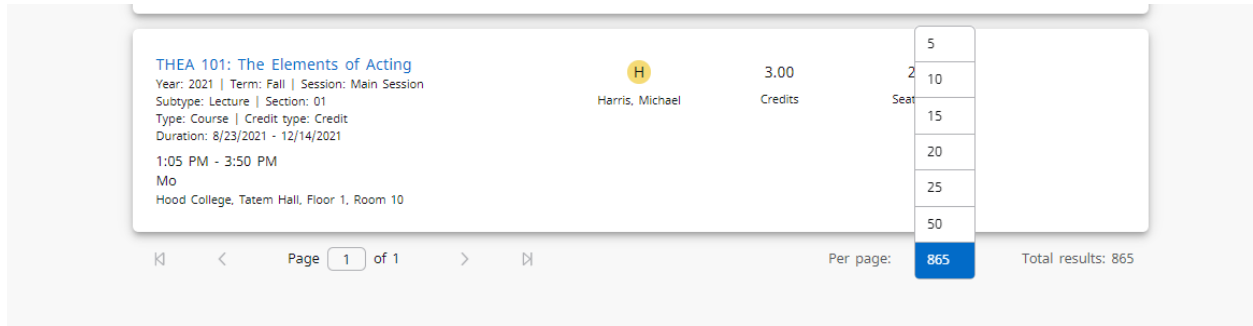 THEA 101: The Elements of Acting
Year: 2021 | Term: Fall | Session: Main Session
Subtype: Lecture | Section: 01
Type: Course | Credit type: Credit
Duration: 8/23/2021 - 12/14/2021
1:05 PM - 3:50 PM
Mo
Hood College, Tatem Hall, Floor 1, Room 10
H
Harris, Michael
3.00
Credits
2
Seat
5
10
15
20
25
50
865
Page 1 of 1
Per page:
Total results: 865